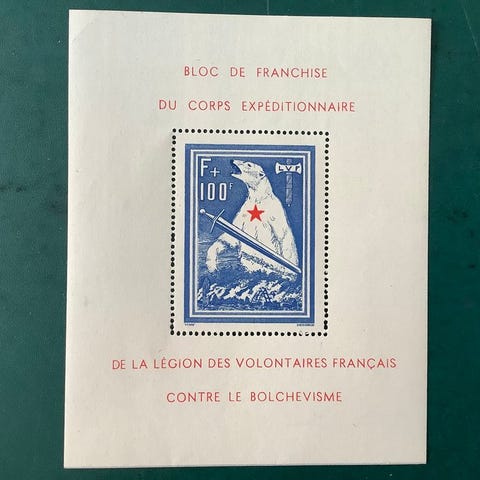 BLOC DE FRANCHISE
DU CORPS EXPÉDITIONNAIRE
F + LVF
100F
DE LA LÉGION DES VOLONTAIRES FRANÇAIS
CONTRE LE BOLCHEVISME